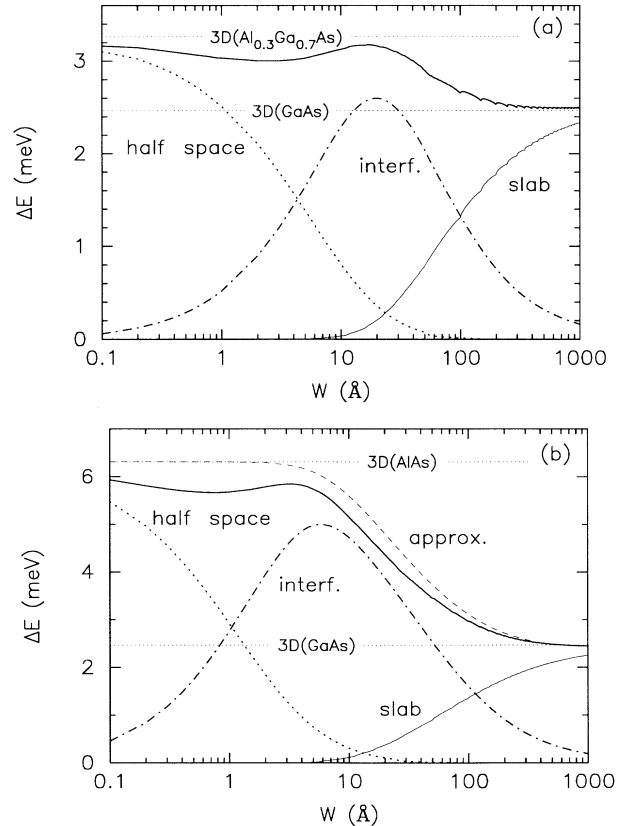 (a)
3D(Al0.3Ga0.7As)
3
3D(GaAs)
half space
interf.
slab
2
1
0
ΔE (meV)
0.1 1 10 100 1000
W (Å)
(b)
3D(AlAs)
6
half space
approx.
interf.
4
3D(GaAs)
2
slab
0
ΔE (meV)
0.1 1 10 100 1000
W (Å)